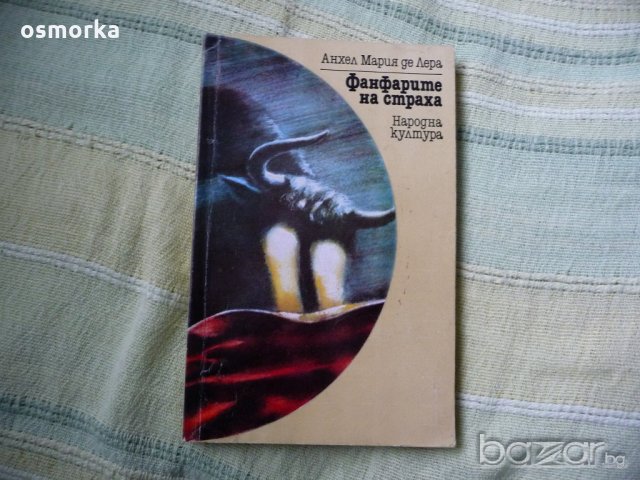 osmorka
Анхел Мария де Лера
Фанфарите
на страха
Народна
култура
bazar.bg